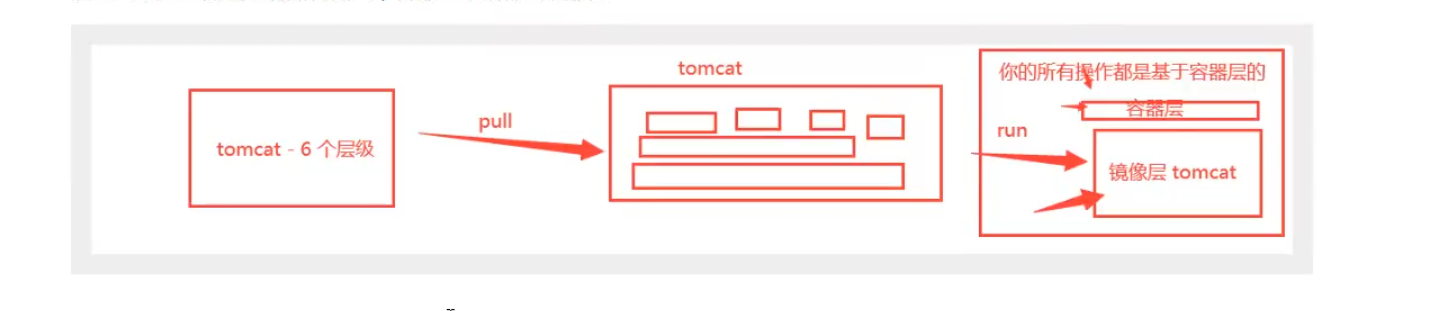 tomcat - 6 个层级
pull
tomcat
run
你的所有操作都是基于容器层的
容器层
镜像层 tomcat